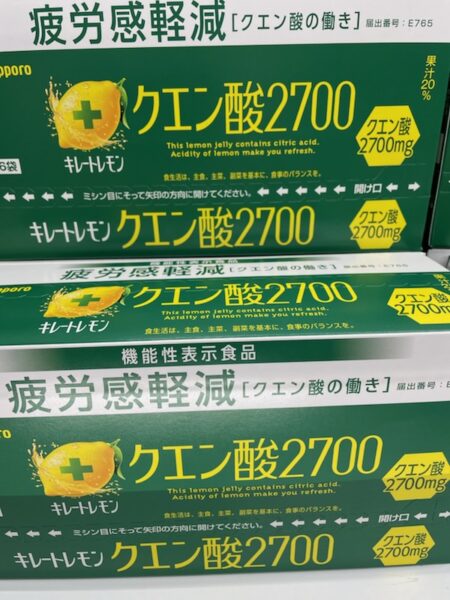 疲労感軽減[クエン酸の働き] 届出番号:E765
pporo
果汁20%
クエン酸2700
This lemon jelly contains citric acid.
Acidity of lemon make you refresh.
クエン酸
2700mg
キレートレモン
食生活は、主食、主菜、副菜を基本に、食事のバランスを。
6袋
ミシン目にそって矢印の方向に開けてください。
開け口
キレートレモン クエン酸2700
クエン酸
2700mg
機能性表示食品
疲労感軽減[クエン酸の働き] 届出番号:E765
クエン酸2700
This lemon jelly contains citric acid.
Acidity of lemon make you refresh.
クエン酸
2700mg
キレートレモン
食生活は、主食、主菜、副菜を基本に、食事のバランスを。
機能性表示食品
疲労感軽減[クエン酸の働き] 届出番号:E
oro
クエン酸2700
This lemon jelly contains citric acid.
Acidity of lemon make you refresh.
クエン酸
2700mg
キレートレモン
食生活は、主食、主菜、副菜を基本に、食事のバランスを。
ミシン目にそって矢印の方向に開けてください。
開け口
キレートレモン クエン酸2700
クエン酸
2700mg